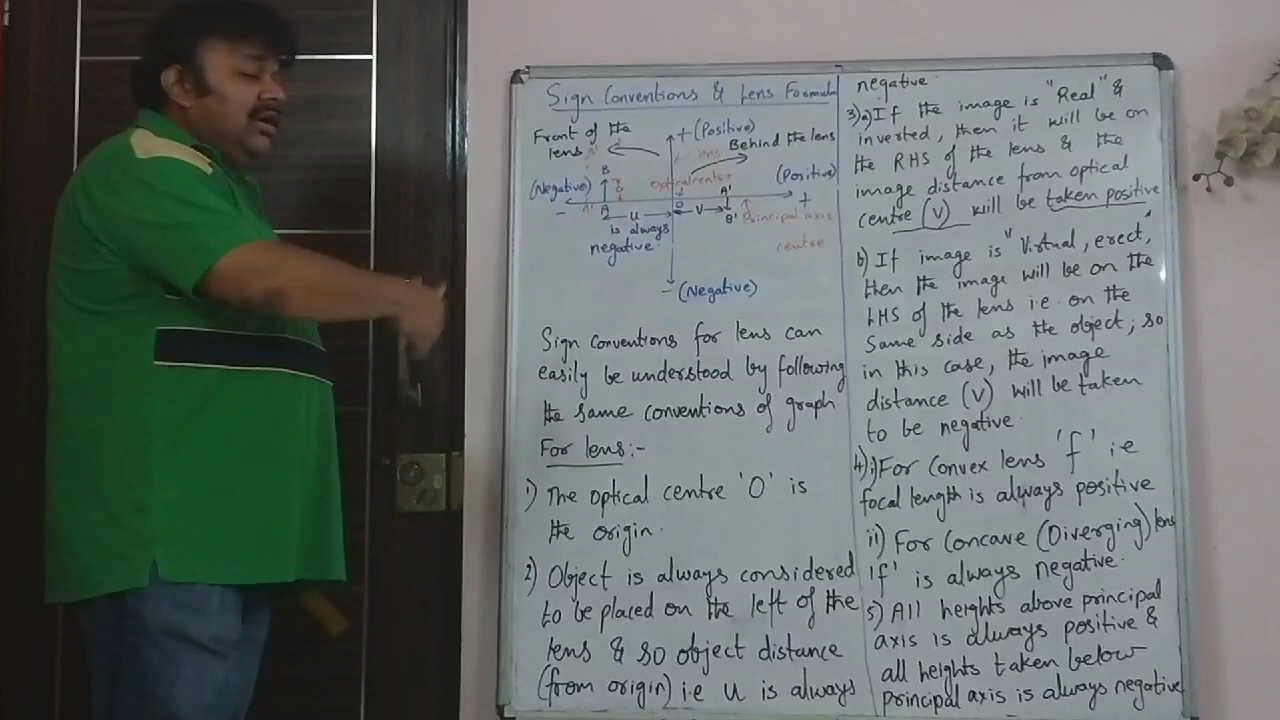 Sign Conventions & Lens Formula
Front of the
lens
+ (Positive)
lens
Behind the lens
B
Optical centre
(Negative)
(Positive)
-
A'
A
u
O
v
A'
+
B'
Principal axis
is always
negative
centre
- (Negative)
Sign conventions for lens can
easily be understood by following
the same conventions of graph
For lens:-
1) The optical centre 'O' is
the origin.
2) Object is always considered
to be placed on the left of the
lens & so object distance
(from origin) i.e u is always
negative.
3)a) If the image is "Real" &
inversted, then it will be on
the RHS of the lens & the
image distance from optical
centre (v) will be taken positive
b) If image is "Virtual, erect,"
then the image will be on the
LHS of the lens i.e. on the
same side as the object; so
in this case, the image
distance (v) will be taken
to be negative.
4)i) For Convex lens 'f' i.e
focal length is always positive
ii) For Concave (Diverging) lens
'f' is always negative.
5) All heights above principal
axis is always positive &
all heights taken below
principal axis is always negative